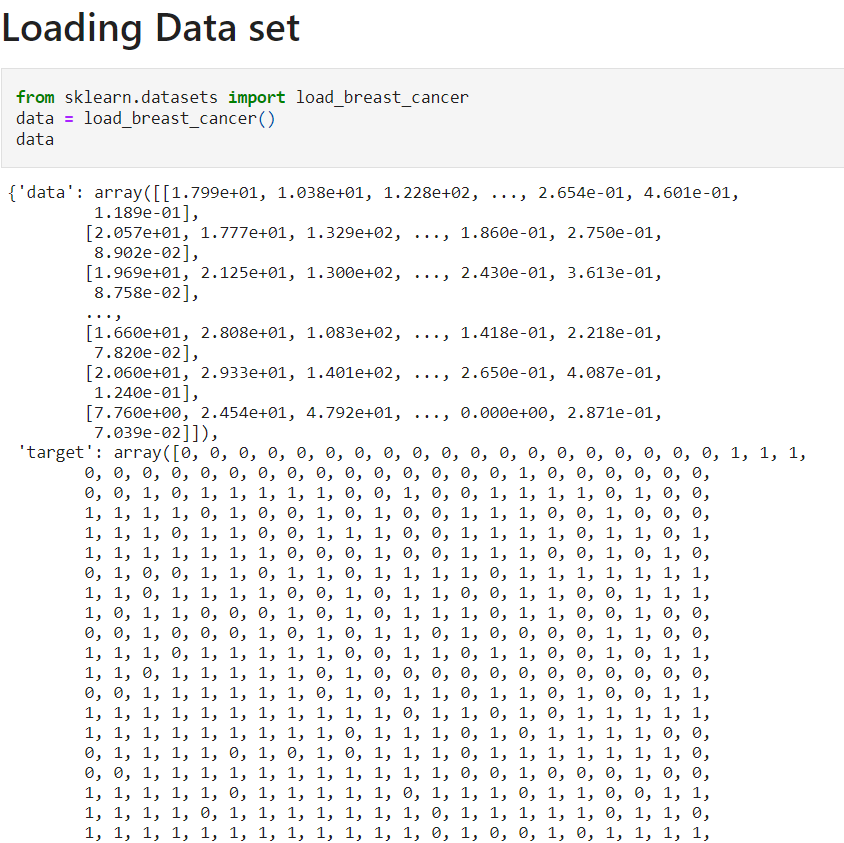 Loading Data set
from sklearn.datasets import load_breast_cancer
data = load_breast_cancer()
data
{'data': array([[1.799e+01, 1.038e+01, 1.228e+02, ..., 2.654e-01, 4.601e-01,
1.189e-01],
[2.057e+01, 1.777e+01, 1.329e+02, ..., 1.860e-01, 2.750e-01,
8.902e-02],
[1.969e+01, 2.125e+01, 1.300e+02, ..., 2.430e-01, 3.613e-01,
8.758e-02],
...,
[1.660e+01, 2.808e+01, 1.083e+02, ..., 1.418e-01, 2.218e-01,
7.820e-02],
[2.060e+01, 2.933e+01, 1.401e+02, ..., 2.650e-01, 4.087e-01,
1.240e-01],
[7.760e+00, 2.454e+01, 4.792e+01, ..., 0.000e+00, 2.871e-01,
7.039e-02]]),
'target': array([0, 0, 0, 0, 0, 0, 0, 0, 0, 0, 0, 0, 0, 0, 0, 0, 0, 0, 0, 1, 1, 1,
0, 0, 0, 0, 0, 0, 0, 0, 0, 0, 0, 0, 0, 0, 0, 1, 0, 0, 0, 0, 0, 0,
0, 0, 1, 0, 1, 1, 1, 1, 1, 0, 0, 1, 0, 0, 1, 1, 1, 1, 0, 1, 0, 0,
1, 1, 1, 1, 0, 1, 0, 0, 1, 0, 1, 0, 0, 1, 1, 1, 0, 0, 1, 0, 0, 0,
1, 1, 1, 0, 1, 1, 0, 0, 1, 1, 1, 0, 0, 1, 1, 1, 1, 0, 1, 1, 0, 1,
1, 1, 1, 1, 1, 1, 1, 0, 0, 0, 1, 0, 0, 1, 1, 1, 0, 0, 1, 0, 1, 0,
0, 1, 0, 0, 1, 1, 0, 1, 1, 0, 1, 1, 1, 1, 0, 1, 1, 1, 1, 1, 1, 1,
1, 1, 0, 1, 1, 1, 1, 0, 0, 1, 0, 1, 1, 0, 0, 1, 1, 0, 0, 1, 1, 1,
1, 0, 1, 1, 0, 0, 0, 1, 0, 1, 0, 1, 1, 1, 0, 1, 1, 0, 0, 1, 0, 0,
0, 0, 1, 0, 0, 0, 1, 0, 1, 0, 1, 1, 0, 1, 0, 0, 0, 0, 1, 1, 0, 0,
1, 1, 1, 0, 1, 1, 1, 1, 1, 0, 0, 1, 1, 0, 1, 1, 0, 0, 1, 0, 1, 1,
1, 1, 0, 1, 1, 1, 1, 1, 0, 1, 0, 0, 0, 0, 0, 0, 0, 0, 0, 0, 0, 0,
0, 0, 1, 1, 1, 1, 1, 1, 0, 1, 0, 1, 1, 0, 1, 1, 0, 1, 0, 0, 1, 1,
1, 1, 1, 1, 1, 1, 1, 1, 1, 1, 1, 0, 1, 1, 0, 1, 0, 1, 1, 1, 1, 1,
1, 1, 1, 1, 1, 1, 1, 1, 1, 0, 1, 1, 1, 0, 1, 0, 1, 1, 1, 1, 0, 0,
0, 1, 1, 1, 1, 0, 1, 0, 1, 0, 1, 1, 1, 0, 1, 1, 1, 1, 1, 1, 1, 0,
0, 0, 1, 1, 1, 1, 1, 1, 1, 1, 1, 1, 1, 0, 0, 1, 0, 0, 0, 1, 0, 0,
1, 1, 1, 1, 1, 0, 1, 1, 1, 1, 1, 0, 1, 1, 1, 0, 1, 1, 0, 0, 1, 1,
1, 1, 1, 1, 0, 1, 1, 1, 1, 1, 1, 1, 0, 1, 1, 1, 1, 1, 0, 1, 1, 0,
1, 1, 1, 1, 1, 1, 1, 1, 1, 1, 1, 1, 0, 1, 0, 0, 1, 0, 1, 1, 1, 1,